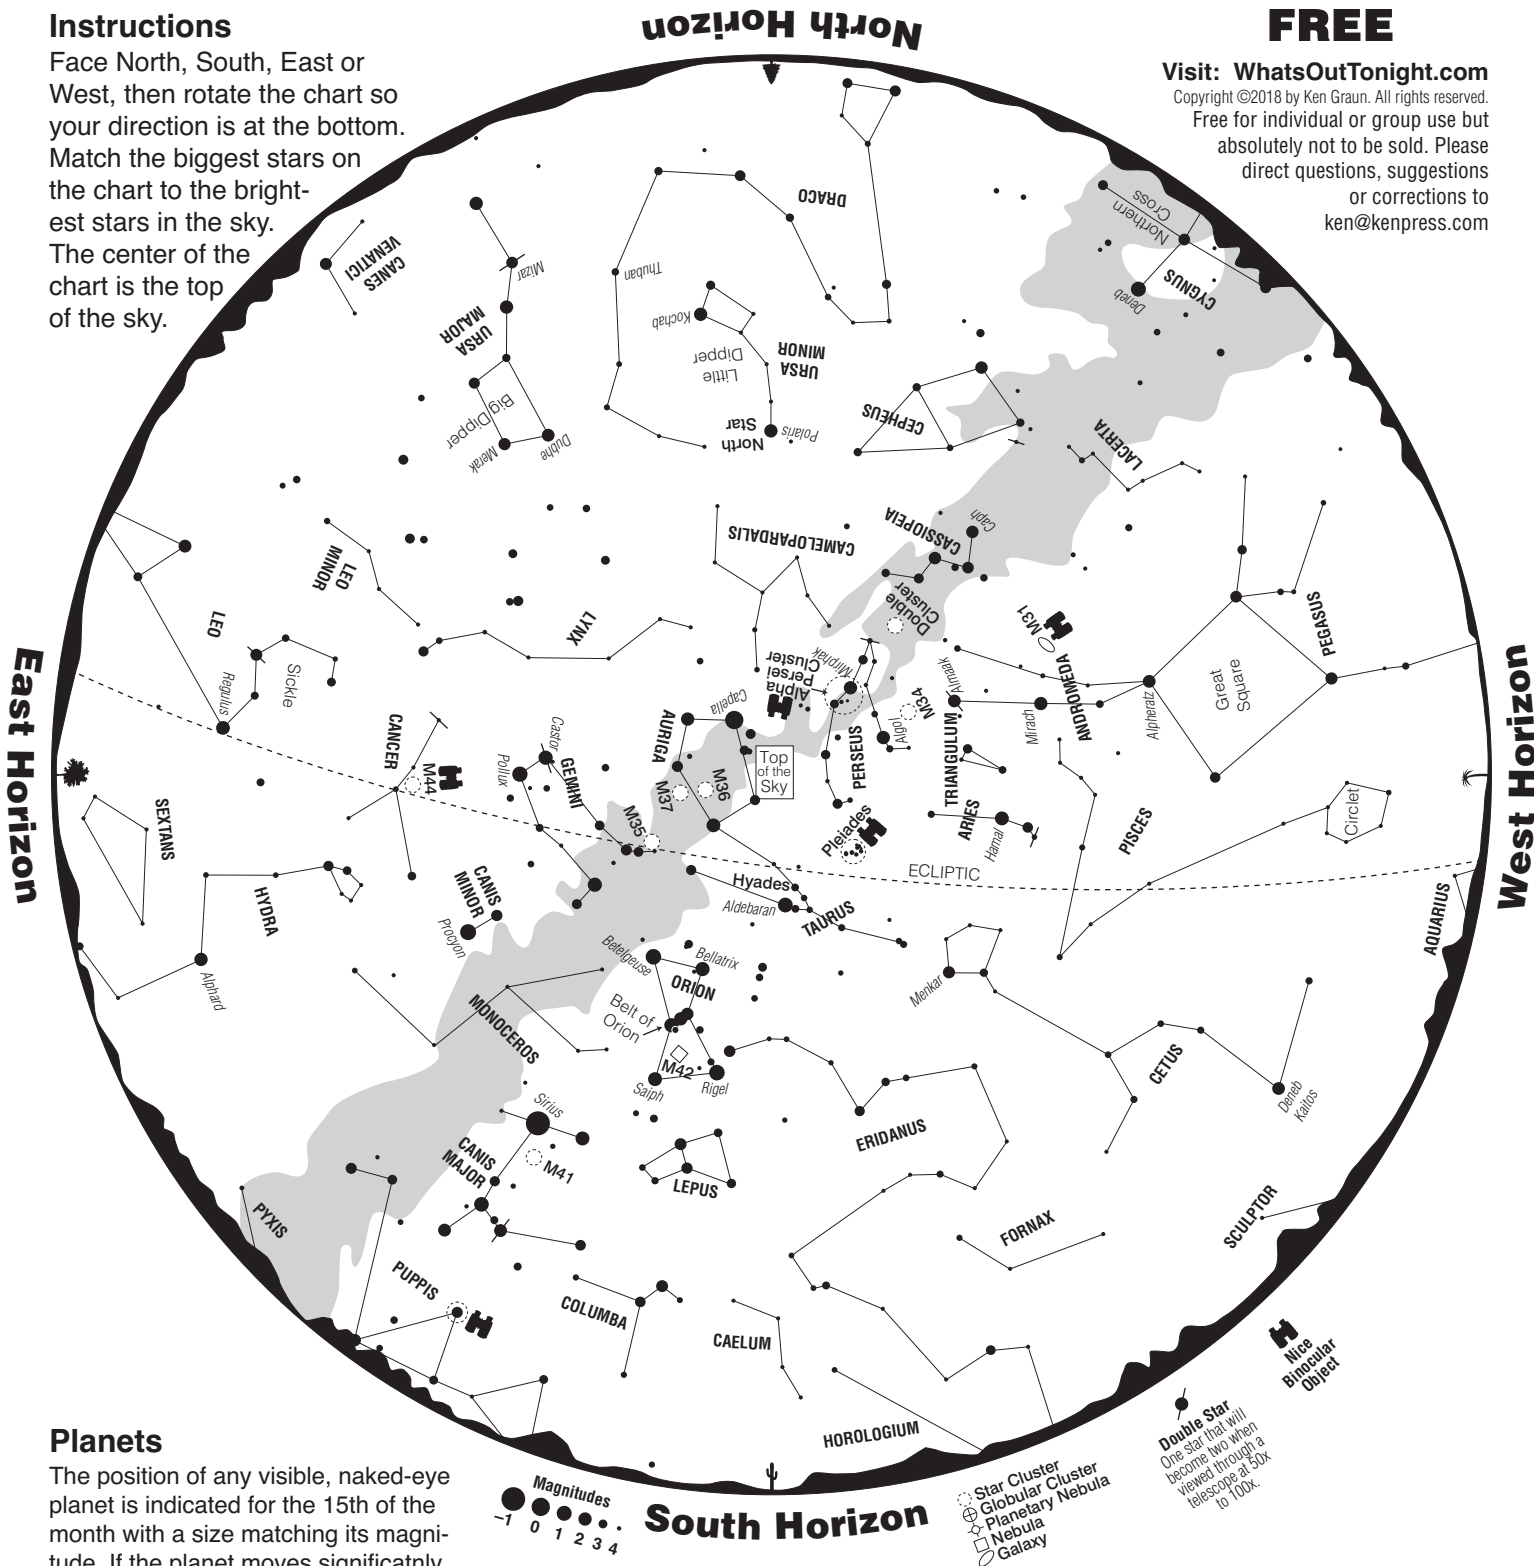 Instructions
Face North, South, East or
West, then rotate the chart so
your direction is at the bottom.
Match the biggest stars on
the chart to the bright-
est stars in the sky.
The center of the
chart is the top
of the sky.
North Horizon
FREE
Visit: WhatsOutTonight.com
Copyright ©2018 by Ken Graun. All rights reserved.
Free for individual or group use but
absolutely not to be sold. Please
direct questions, suggestions
or corrections to
ken@kenpress.com
DRACO
Northern
Cross
CYGNUS
Deneb
CANES
VENATICI
Mizar
URSA
MAJOR
Big Dipper
Merak
Dubhe
Thuban
Kochab
Little
Dipper
URSA
MINOR
North
Star
Polaris
CEPHEUS
LACERTA
CAMELOPARDALIS
CASSIOPEIA
Caph
Double
Cluster
LEO
MINOR
LEO
Sickle
Regulus
LYNX
Alpha
Persei
Cluster
Mirphak
M31
ANDROMEDA
Almaak
Mirach
Alpheratz
Great
Square
PEGASUS
East Horizon
West Horizon
CANCER
M44
Castor
Pollux
GEMINI
AURIGA
Capella
M37
M36
M35
Top
of the
Sky
PERSEUS
Algol
M34
TRIANGULUM
ARIES
Hamal
PISCES
Circlet
Pleiades
ECLIPTIC
SEXTANS
HYDRA
Alphard
CANIS
MINOR
Procyon
Hyades
Aldebaran
TAURUS
AQUARIUS
Betelgeuse
Bellatrix
ORION
Belt of
Orion
M42
Saiph
Rigel
Menkar
CETUS
Deneb
Kaitos
MONOCEROS
Sirius
CANIS
MAJOR
M41
LEPUS
ERIDANUS
FORNAX
SCULPTOR
PYXIS
PUPPIS
COLUMBA
CAELUM
HOROLOGIUM
Nice
Binocular
Object
Double Star
One star that will
become two when
viewed through a
telescope at 50x
to 100x.
Planets
The position of any visible, naked-eye
planet is indicated for the 15th of the
month with a size matching its magni-
tude. If the planet moves significatnly
Magnitudes
–1 0 1 2 3 4
South Horizon
Star Cluster
Globular Cluster
Planetary Nebula
Nebula
Galaxy